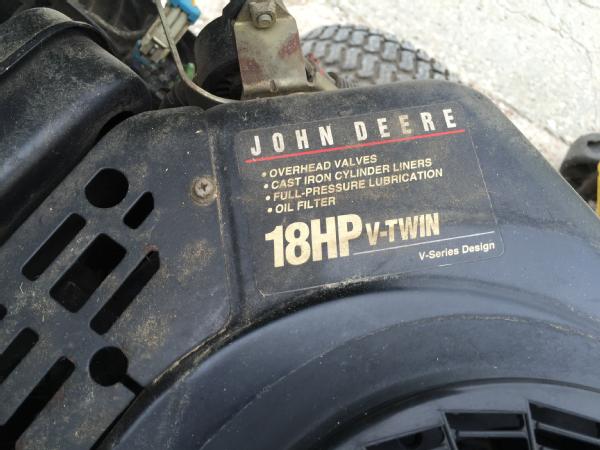 JOHN DEERE
• OVERHEAD VALVES
• CAST IRON CYLINDER LINERS
• FULL-PRESSURE LUBRICATION
• OIL FILTER
18HP V-TWIN
V-Series Design